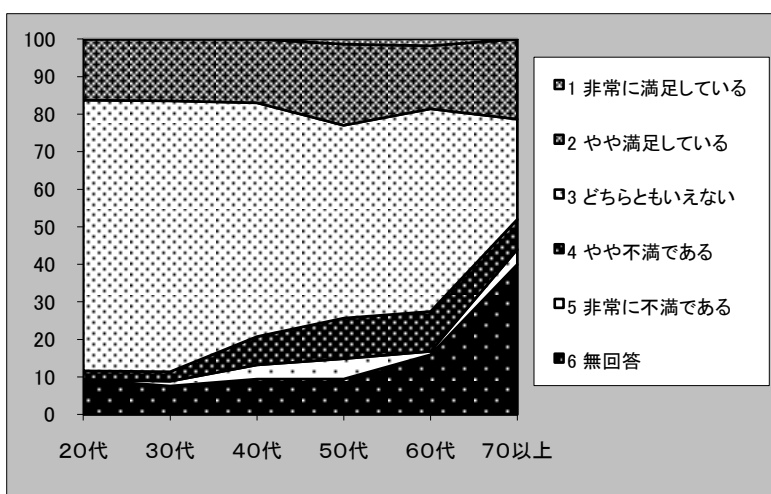 100
90
80
70
60
50
40
30
20
10
0
20代 30代 40代 50代 60代 70以上
1 非常に満足している
2 やや満足している
3 どちらともいえない
4 やや不満である
5 非常に不満である
6 無回答